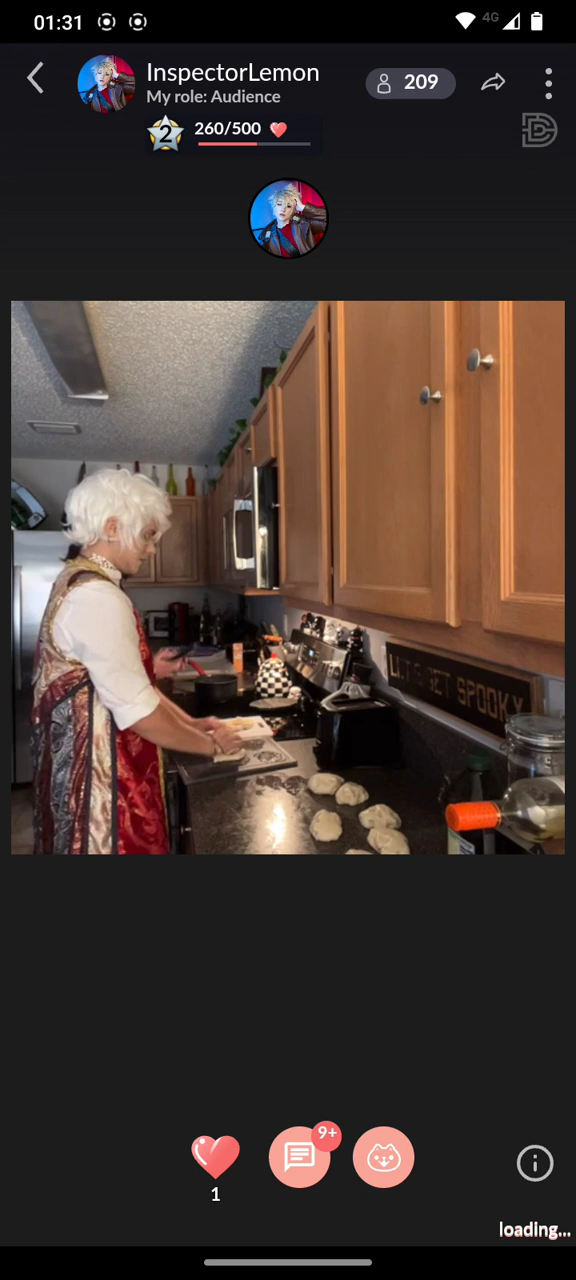 01:31
4G
InspectorLemon
209
My role: Audience
2
260/500
LET'S GET SPOOKY
9+
1
loading...